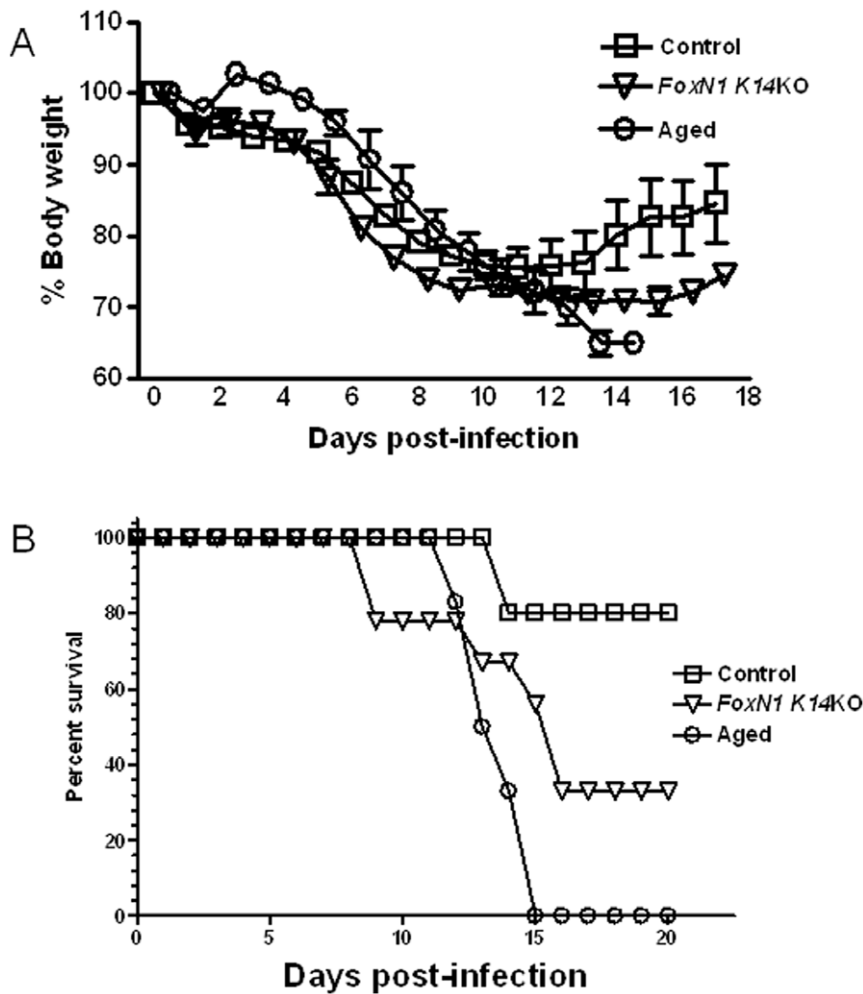 A
110
100
90
80
70
60
% Body weight
Control
FoxN1 K14KO
Aged
0 2 4 6 8 10 12 14 16 18
Days post-infection
B
100
80
60
40
20
0
Percent survival
Control
FoxN1 K14KO
Aged
0 5 10 15 20
Days post-infection